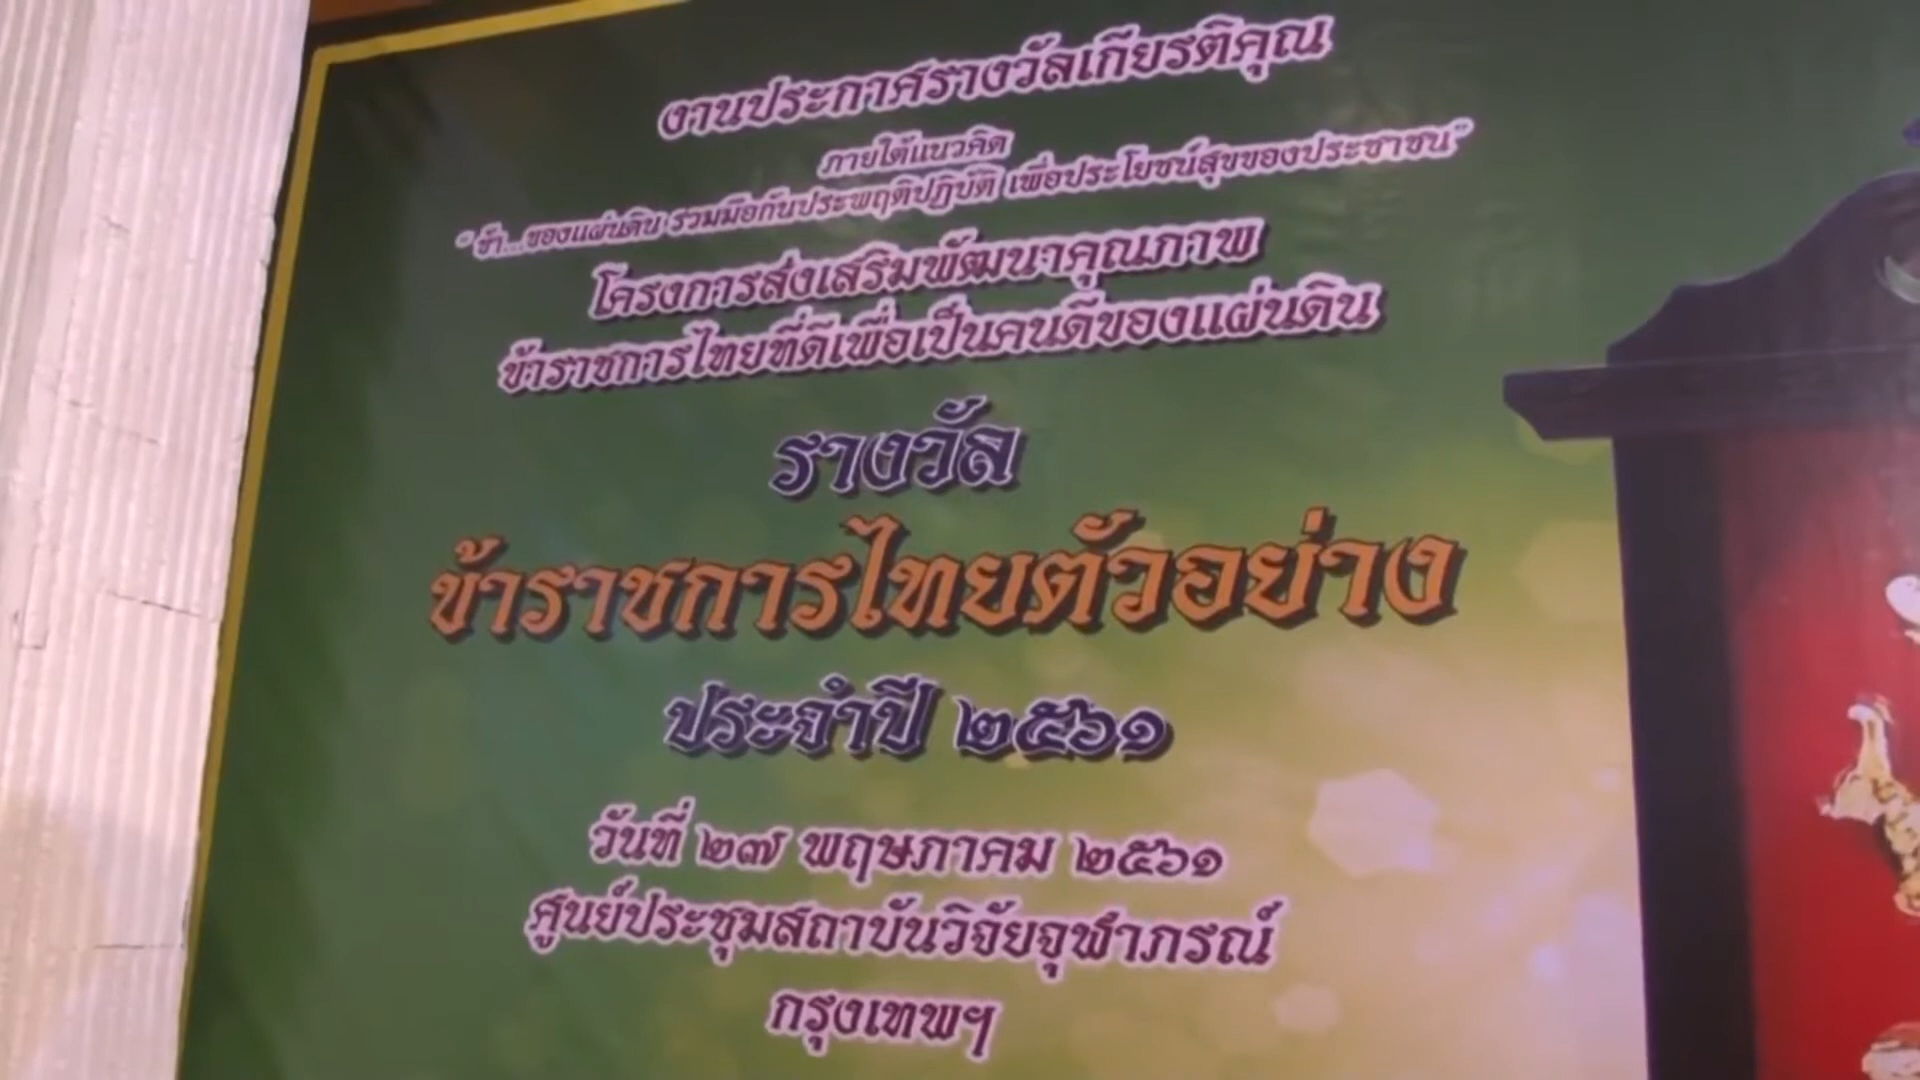 งานประกาศรางวัลเกียรติคุณ
ภายใต้แนวคิด
"ข้า...ของแผ่นดิน รวมมือกันประพฤติปฏิบัติ เพื่อประโยชน์สุขของประชาชน"
โครงการส่งเสริมพัฒนาคุณภาพ
ข้าราชการไทยที่ดีเพื่อเป็นคนดีของแผ่นดิน
รางวัล
ข้าราชการไทยตัวอย่าง
ประจำปี ๒๕๖๑
วันที่ ๒๗ พฤษภาคม ๒๕๖๑
ศูนย์ประชุมสถาบันวิจัยจุฬาภรณ์
กรุงเทพฯ